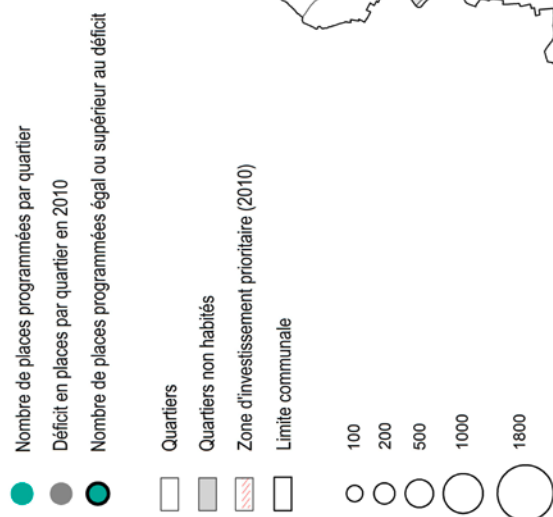 Nombre de places programmées par quartier
Déficit en places par quartier en 2010
Nombre de places programmées égal ou supérieur au déficit
Quartiers
Quartiers non habités
Zone d'investissement prioritaire (2010)
Limite communale
100
200
500
1000
1800